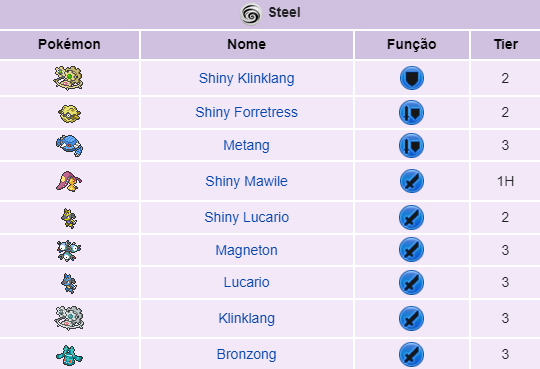 Steel
Pokémon Nome Função Tier
Shiny Klinklang 2
Shiny Forretress 2
Metang 3
Shiny Mawile 1H
Shiny Lucario 2
Magneton 3
Lucario 3
Klinklang 3
Bronzong 3